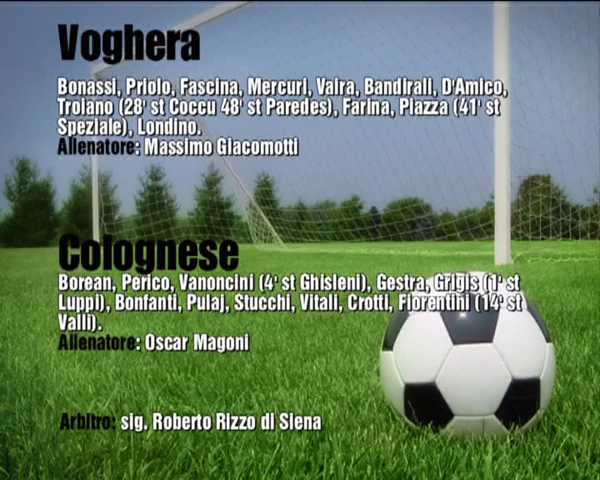 Voghera
Bonassi, Priolo, Fascina, Mercuri, Vaira, Bandirali, D'Amico,
Troiano (28' st Coccu 48' st Paredes), Farina, Piazza (41' st
Speziale), Londino.
Allenatore: Massimo Giacomotti
Colognese
Borean, Perico, Vanoncini (4' st Ghisleni), Gestra, Grigis (1' st
Luppi), Bonfanti, Pulaj, Stucchi, Vitali, Crotti, Fiorentini (14' st
Valli).
Allenatore: Oscar Magoni
Arbitro: sig. Roberto Rizzo di Siena